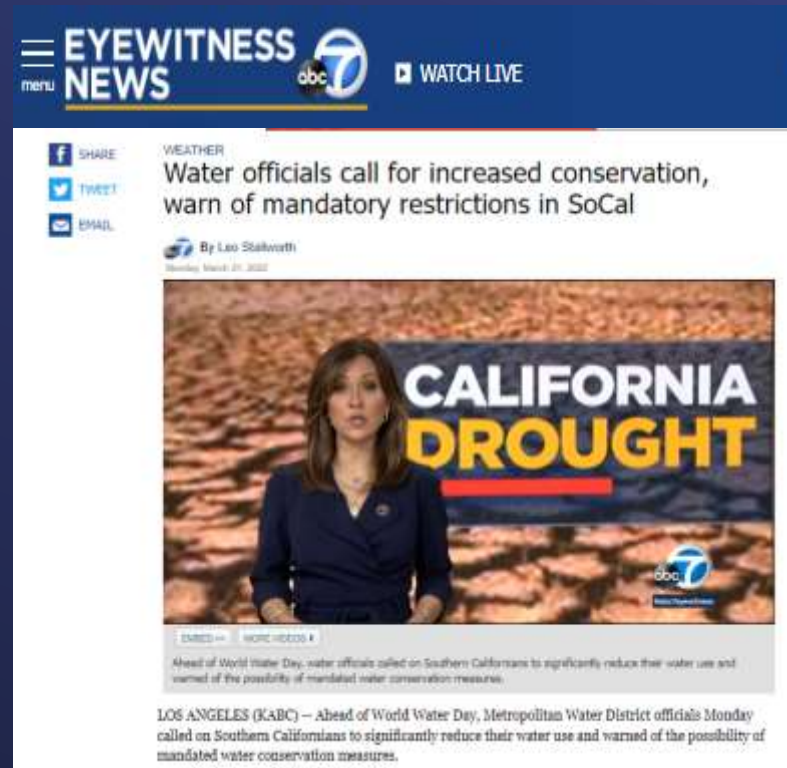 EYEWITNESS
NEWS
menu
abc 7
WATCH LIVE
SHARE
TWEET
EMAIL
WEATHER
Water officials call for increased conservation,
warn of mandatory restrictions in SoCal
By Leo Stallworth
Monday, March 21, 2022
CALIFORNIA
DROUGHT
abc 7
EMBED <>
MORE VIDEOS
Ahead of World Water Day, water officials called on Southern Californians to significantly reduce their water use and
warned of the possibility of mandated water conservation measures.
LOS ANGELES (KABC) -- Ahead of World Water Day, Metropolitan Water District officials Monday
called on Southern Californians to significantly reduce their water use and warned of the possibility of
mandated water conservation measures.